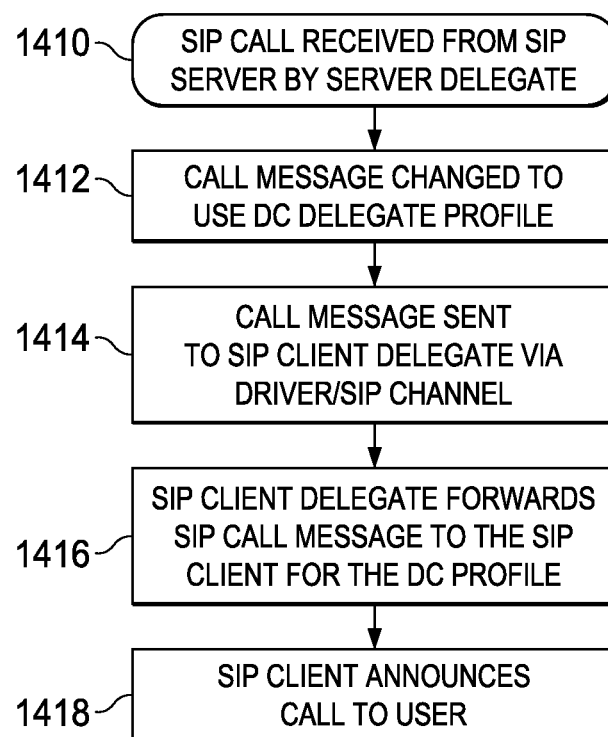 1410
SIP CALL RECEIVED FROM SIP
SERVER BY SERVER DELEGATE
1412
CALL MESSAGE CHANGED TO
USE DC DELEGATE PROFILE
1414
CALL MESSAGE SENT
TO SIP CLIENT DELEGATE VIA
DRIVER/SIP CHANNEL
1416
SIP CLIENT DELEGATE FORWARDS
SIP CALL MESSAGE TO THE SIP
CLIENT FOR THE DC PROFILE
1418
SIP CLIENT ANNOUNCES
CALL TO USER